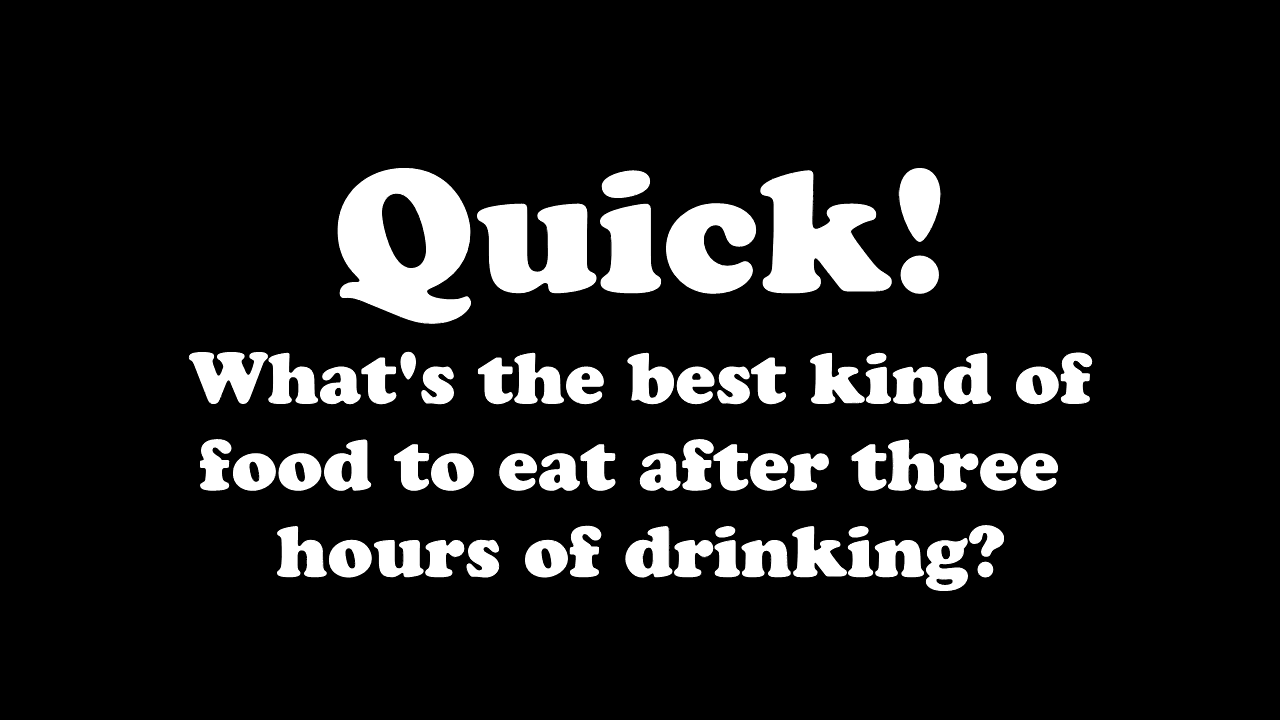 Quick!
What's the best kind of
food to eat after three
hours of drinking?